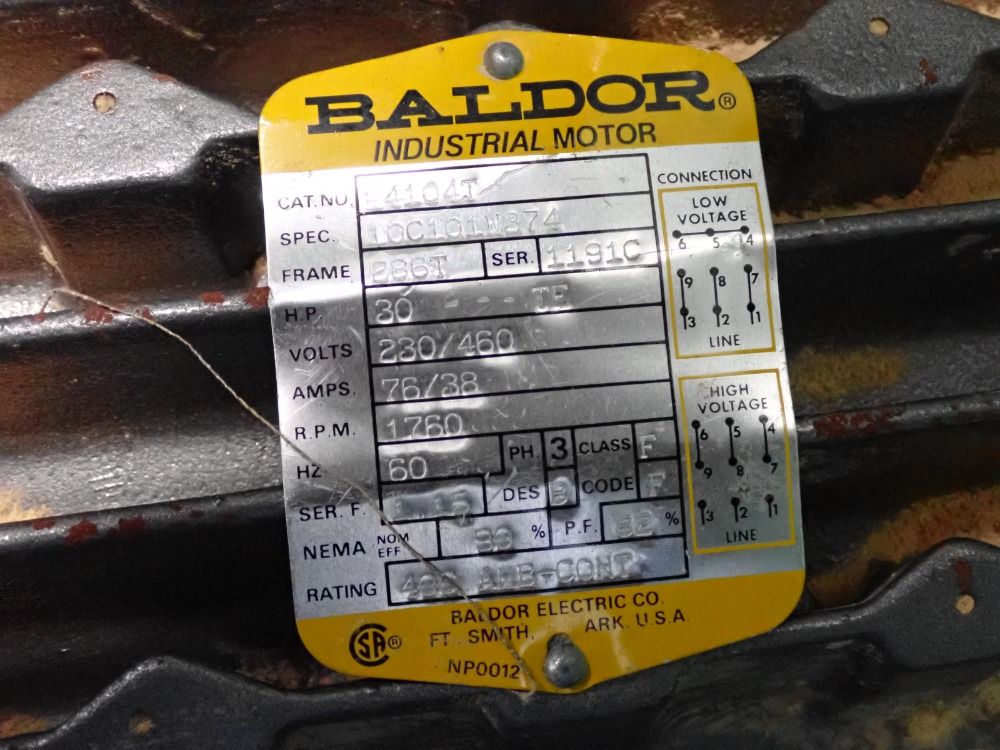 BALDOR®
INDUSTRIAL MOTOR
CAT.NO. 4104T
SPEC. 10C101W374
FRAME 286T SER. 1191C
H.P. 30 - - - TE
VOLTS 230/460
AMPS. 76/38
R.P.M. 1760
HZ 60 PH. 3 CLASS F
SER. F. 1.15 DES B CODE F
NEMA NOM EFF %  P.F. 82 %
RATING 40C AMB-CONT
BALDOR ELECTRIC CO.
FT. SMITH, ARK. U.S.A.
SA®
NP0012
CONNECTION
LOW
VOLTAGE
6 5 4
9 8 7
3 2 1
LINE
HIGH
VOLTAGE
6 5 4
9 8 7
3 2 1
LINE